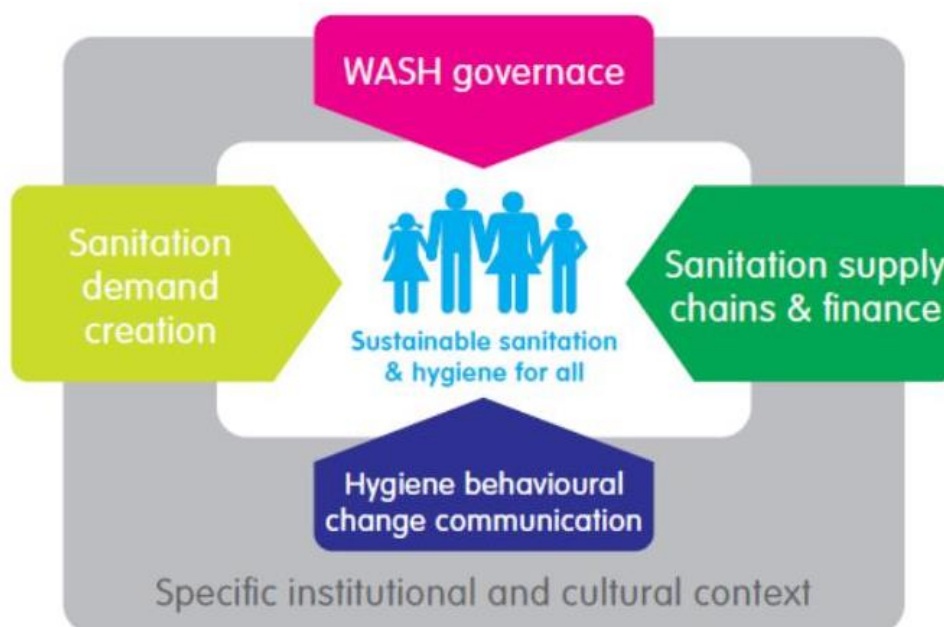 WASH governace
Sanitation
demand
creation
Sanitation supply
chains & finance
Sustainable sanitation
& hygiene for all
Hygiene behavioural
change communication
Specific institutional and cultural context